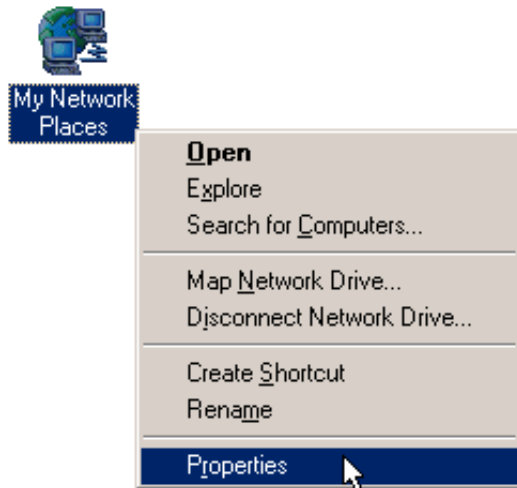 My Network
Places
Open
Explore
Search for Computers...
Map Network Drive...
Disconnect Network Drive...
Create Shortcut
Rename
Properties